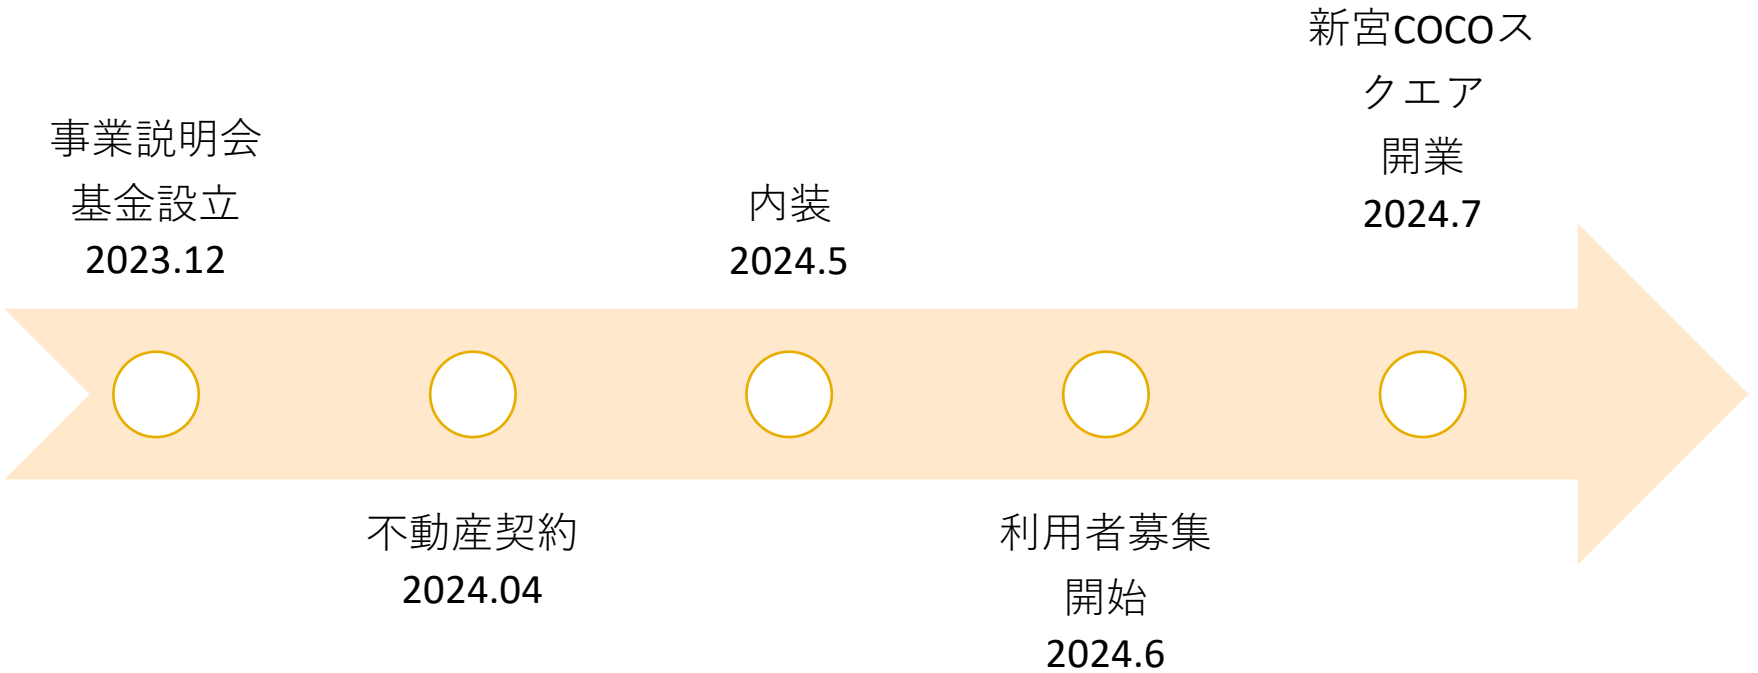 事業説明会
基金設立
2023.12
不動産契約
2024.04
内装
2024.5
利用者募集
開始
2024.6
新宮COCOス
クエア
開業
2024.7